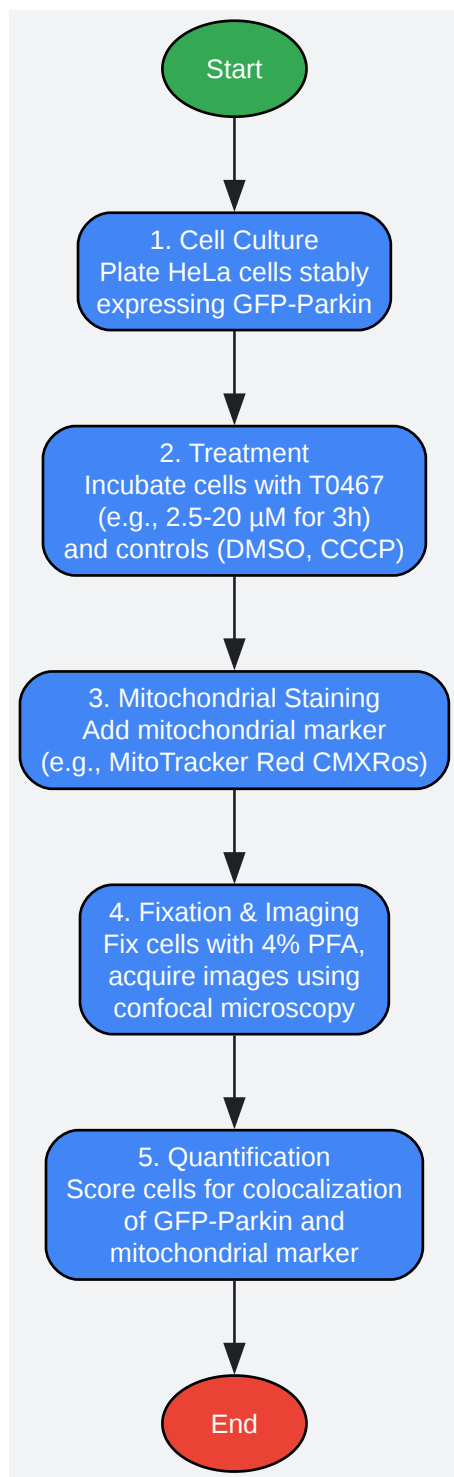 Start
1. Cell Culture
Plate HeLa cells stably
expressing GFP-Parkin
2. Treatment
Incubate cells with T0467
(e.g., 2.5-20 µM for 3h)
and controls (DMSO, CCCP)
3. Mitochondrial Staining
Add mitochondrial marker
(e.g., MitoTracker Red CMXRos)
4. Fixation & Imaging
Fix cells with 4% PFA,
acquire images using
confocal microscopy
5. Quantification
Score cells for colocalization
of GFP-Parkin and
mitochondrial marker
End